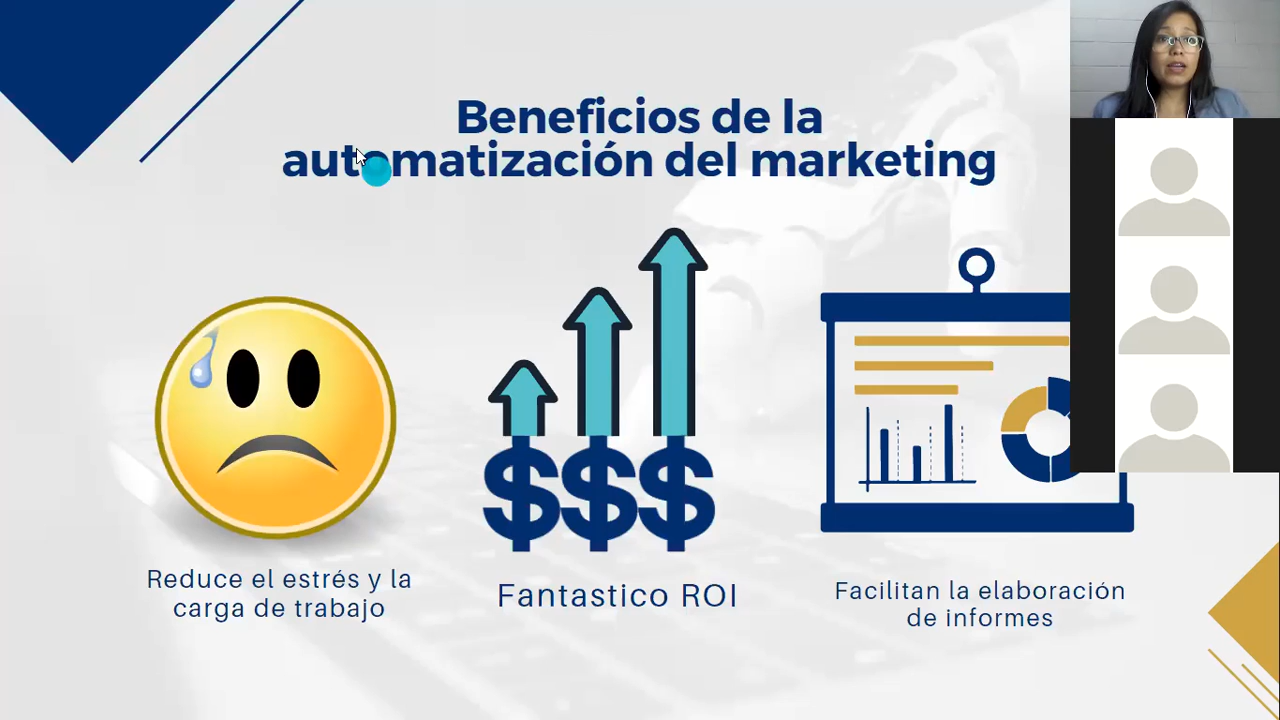 Beneficios de la
automatización del marketing
$$$
Reduce el estrés y la
carga de trabajo
Fantastico ROI
Facilitan la elaboración
de informes